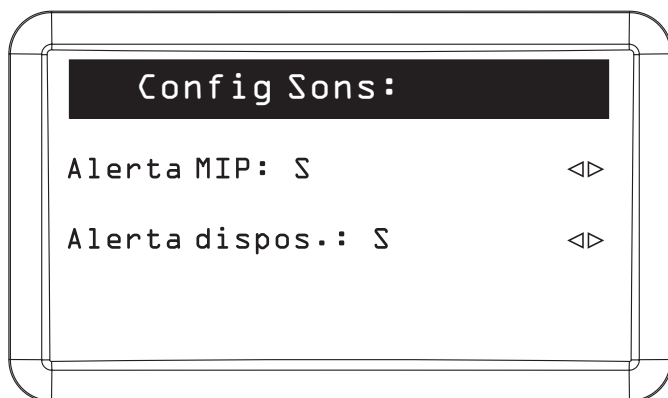 Config Sons:
Alerta MIP: S ◁▷
Alerta dispos.: S ◁▷